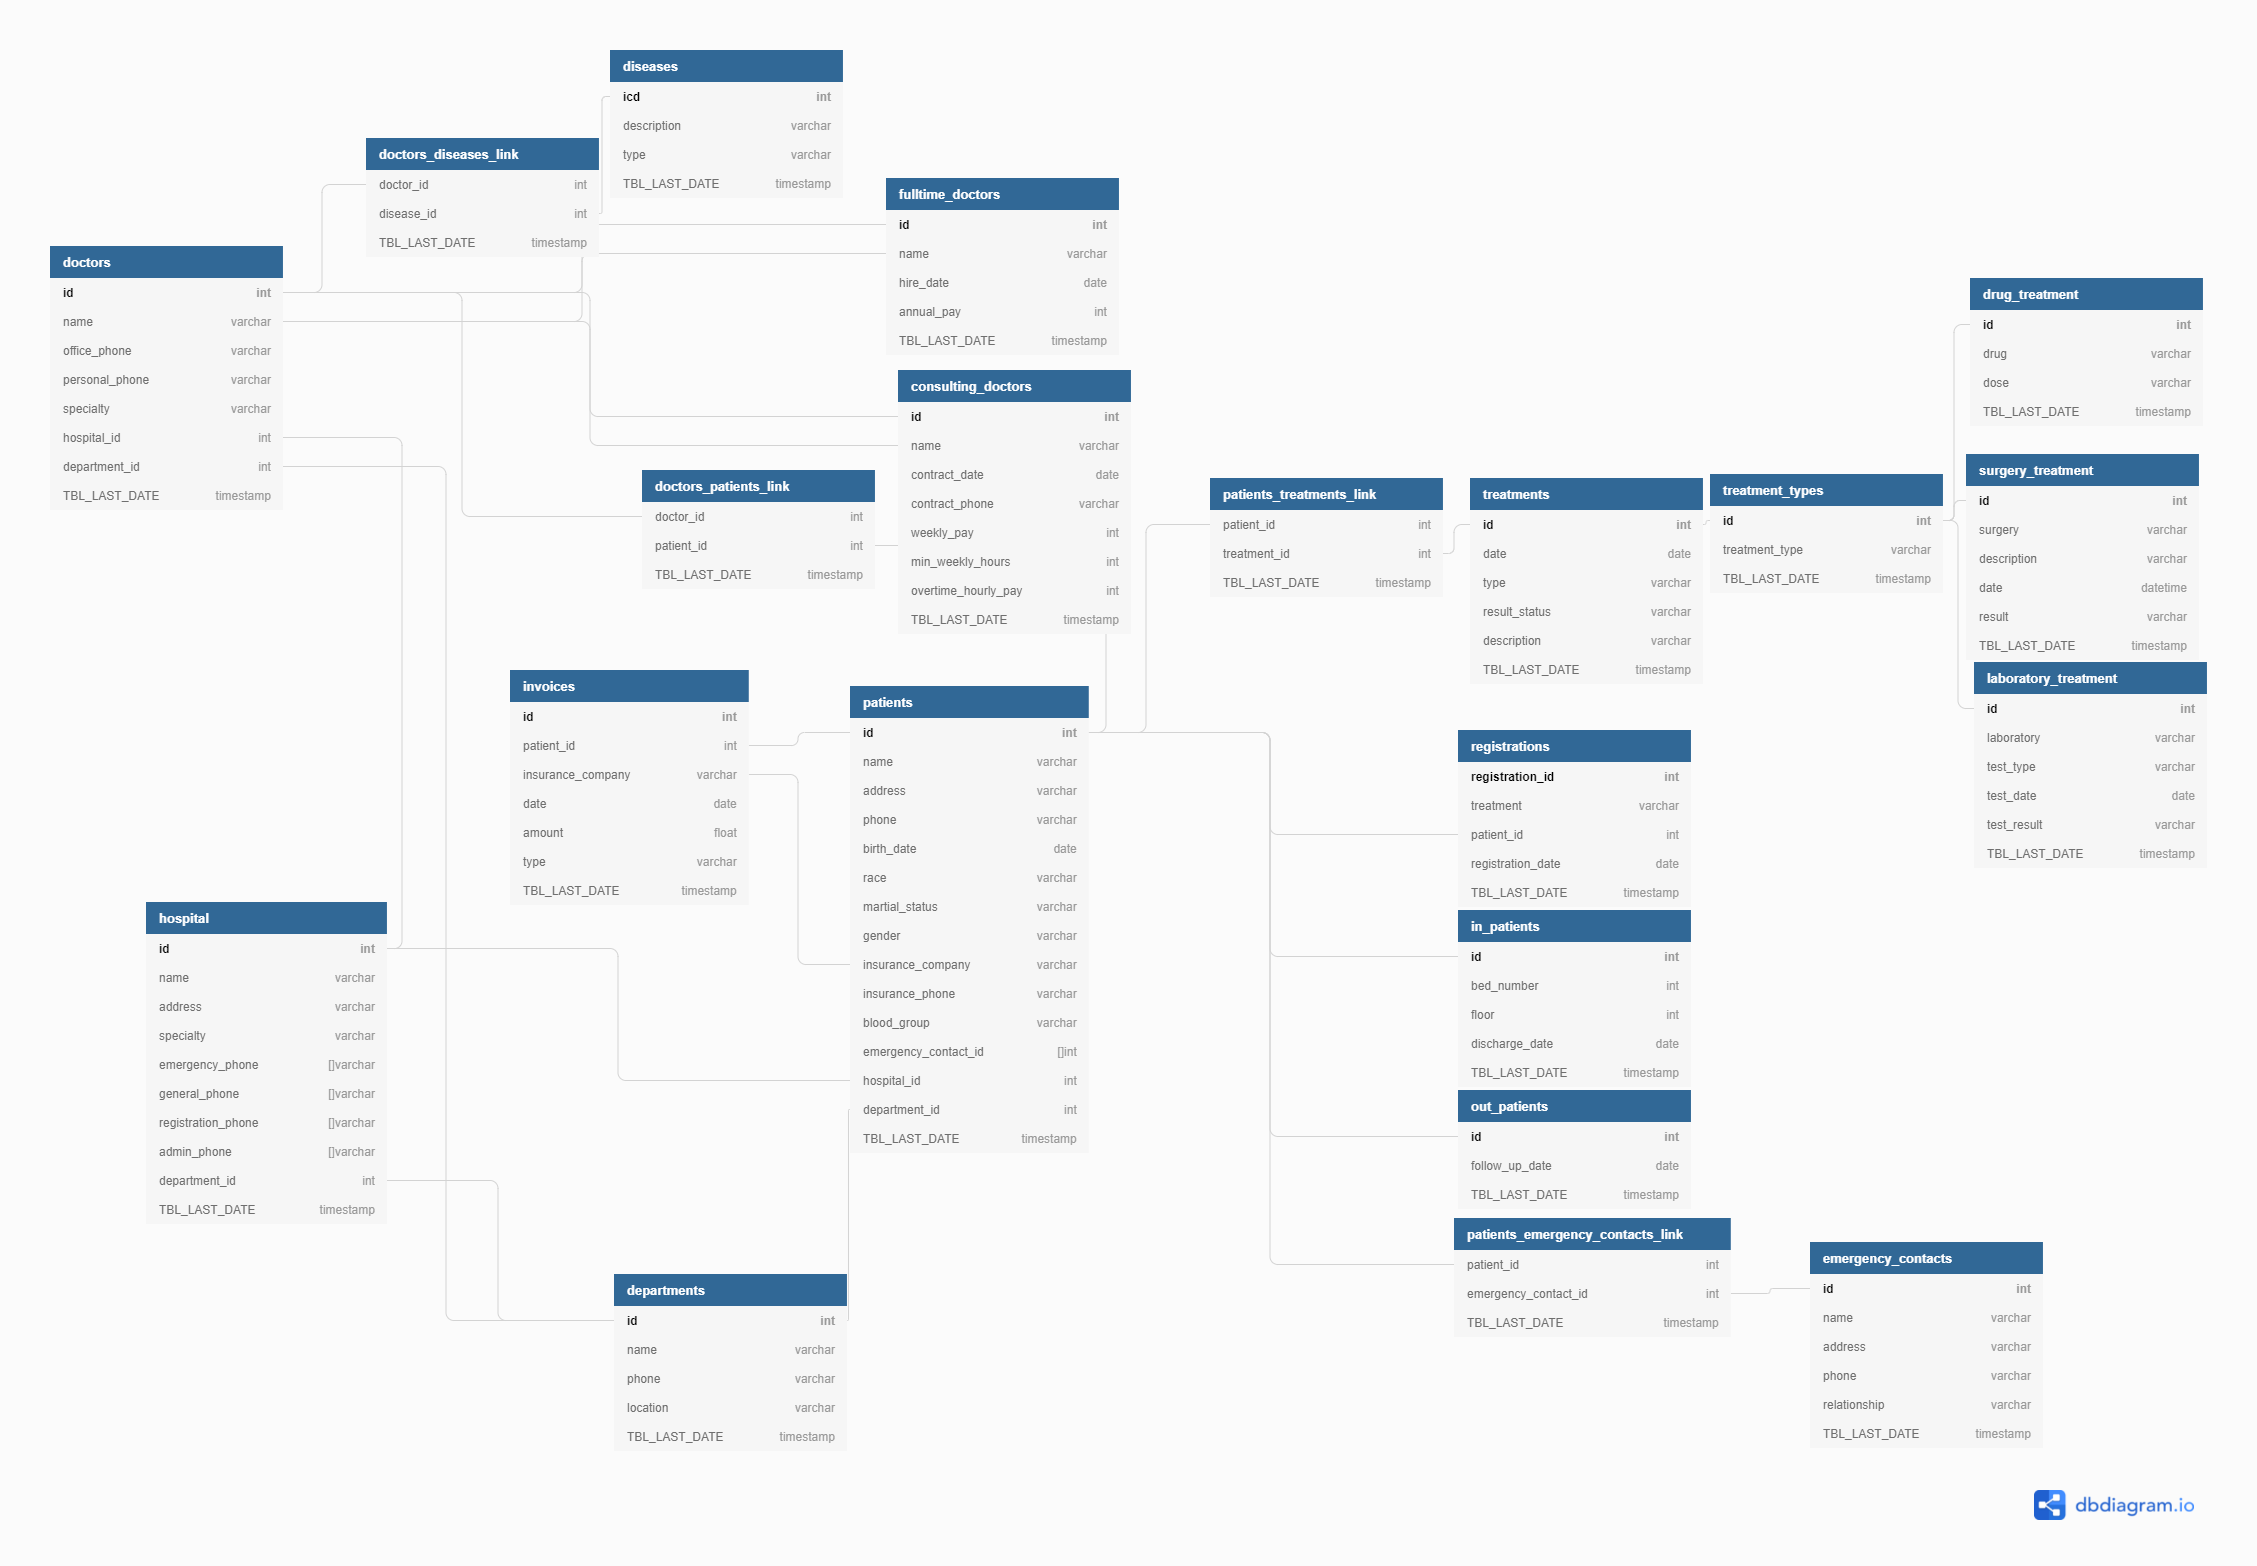 diseases
icd int
description varchar
type varchar
TBL_LAST_DATE timestamp
doctors_diseases_link
doctor_id int
disease_id int
TBL_LAST_DATE timestamp
fulltime_doctors
id int
name varchar
hire_date date
annual_pay int
TBL_LAST_DATE timestamp
doctors
id int
name varchar
office_phone varchar
personal_phone varchar
specialty varchar
hospital_id int
department_id int
TBL_LAST_DATE timestamp
consulting_doctors
id int
name varchar
contract_date date
contract_phone varchar
weekly_pay int
min_weekly_hours int
overtime_hourly_pay int
TBL_LAST_DATE timestamp
doctors_patients_link
doctor_id int
patient_id int
TBL_LAST_DATE timestamp
patients_treatments_link
patient_id int
treatment_id int
TBL_LAST_DATE timestamp
treatments
id int
date date
type varchar
result_status varchar
description varchar
TBL_LAST_DATE timestamp
treatment_types
id int
treatment_type varchar
TBL_LAST_DATE timestamp
drug_treatment
id int
drug varchar
dose varchar
TBL_LAST_DATE timestamp
surgery_treatment
id int
surgery varchar
description varchar
date datetime
result varchar
TBL_LAST_DATE timestamp
laboratory_treatment
id int
laboratory varchar
test_type varchar
test_date date
test_result varchar
TBL_LAST_DATE timestamp
invoices
id int
patient_id int
insurance_company varchar
date date
amount float
type varchar
TBL_LAST_DATE timestamp
patients
id int
name varchar
address varchar
phone varchar
birth_date date
race varchar
martial_status varchar
gender varchar
insurance_company varchar
insurance_phone varchar
blood_group varchar
emergency_contact_id []int
hospital_id int
department_id int
TBL_LAST_DATE timestamp
registrations
registration_id int
treatment varchar
patient_id int
registration_date date
TBL_LAST_DATE timestamp
in_patients
id int
bed_number int
floor int
discharge_date date
TBL_LAST_DATE timestamp
out_patients
id int
follow_up_date date
TBL_LAST_DATE timestamp
hospital
id int
name varchar
address varchar
specialty varchar
emergency_phone []varchar
general_phone []varchar
registration_phone []varchar
admin_phone []varchar
department_id int
TBL_LAST_DATE timestamp
departments
id int
name varchar
phone varchar
location varchar
TBL_LAST_DATE timestamp
patients_emergency_contacts_link
patient_id int
emergency_contact_id int
TBL_LAST_DATE timestamp
emergency_contacts
id int
name varchar
address varchar
phone varchar
relationship varchar
TBL_LAST_DATE timestamp
dbdiagram.io